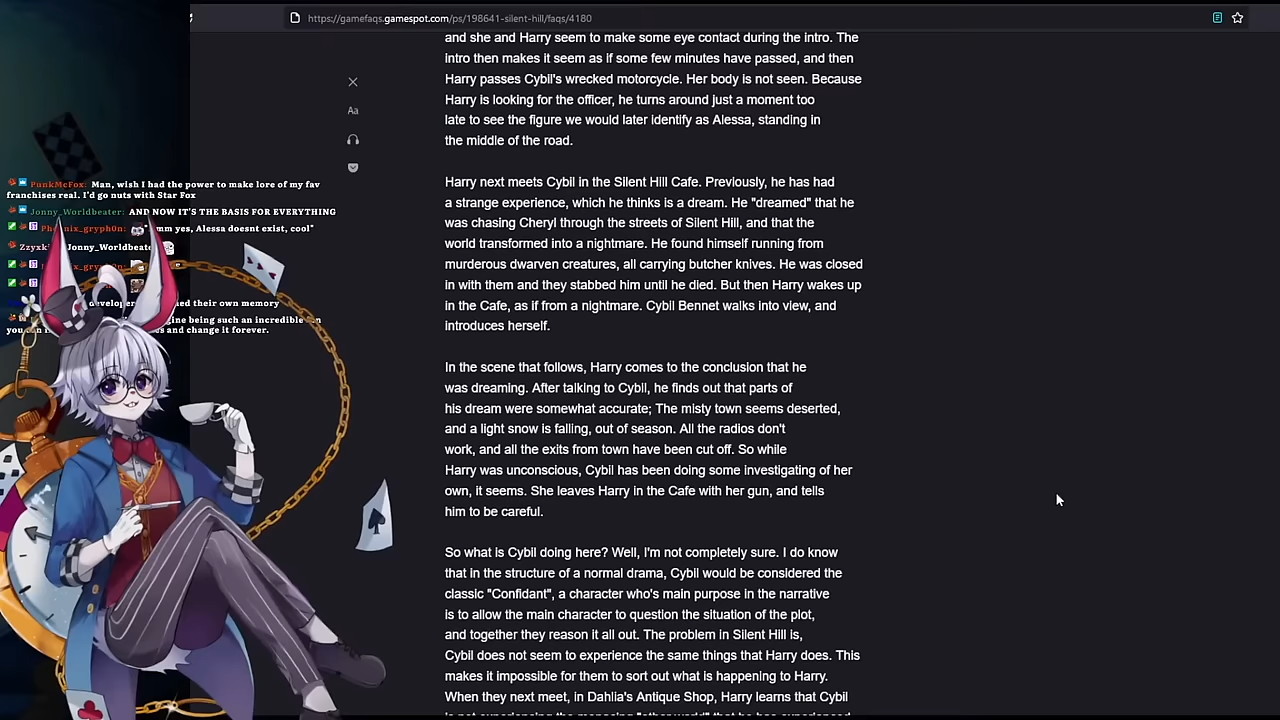 https://gamefaqs.gamespot.com/ps/198641-silent-hill/faqs/4180
and she and Harry seem to make some eye contact during the intro. The
intro then makes it seem as if some few minutes have passed, and then
Harry passes Cybil's wrecked motorcycle. Her body is not seen. Because
Harry is looking for the officer, he turns around just a moment too
late to see the figure we would later identify as Alessa, standing in
the middle of the road.
Harry next meets Cybil in the Silent Hill Cafe. Previously, he has had
a strange experience, which he thinks is a dream. He "dreamed" that he
was chasing Cheryl through the streets of Silent Hill, and that the
world transformed into a nightmare. He found himself running from
murderous dwarven creatures, all carrying butcher knives. He was closed
in with them and they stabbed him until he died. But then Harry wakes up
in the Cafe, as if from a nightmare. Cybil Bennet walks into view, and
introduces herself.
In the scene that follows, Harry comes to the conclusion that he
was dreaming. After talking to Cybil, he finds out that parts of
his dream were somewhat accurate; The misty town seems deserted,
and a light snow is falling, out of season. All the radios don't
work, and all the exits from town have been cut off. So while
Harry was unconscious, Cybil has been doing some investigating of her
own, it seems. She leaves Harry in the Cafe with her gun, and tells
him to be careful.
So what is Cybil doing here? Well, I'm not completely sure. I do know
that in the structure of a normal drama, Cybil would be considered the
classic "Confidant", a character who's main purpose in the narrative
is to allow the main character to question the situation of the plot,
and together they reason it all out. The problem in Silent Hill is,
Cybil does not seem to experience the same things that Harry does. This
makes it impossible for them to sort out what is happening to Harry.
When they next meet, in Dahlia's Antique Shop, Harry learns that Cybil
Aa
PunkMcFox: Man, wish I had the power to make lore of my fav
franchises real. I'd go nuts with Star Fox
Jonny_Worldbeater: AND NOW IT'S THE BASIS FOR EVERYTHING
mm yes, Alessa doesnt exist, cool"
Zzyx Jonny_Worldbeate
develope their own memory
gine being such an incredible
you and change it forever.